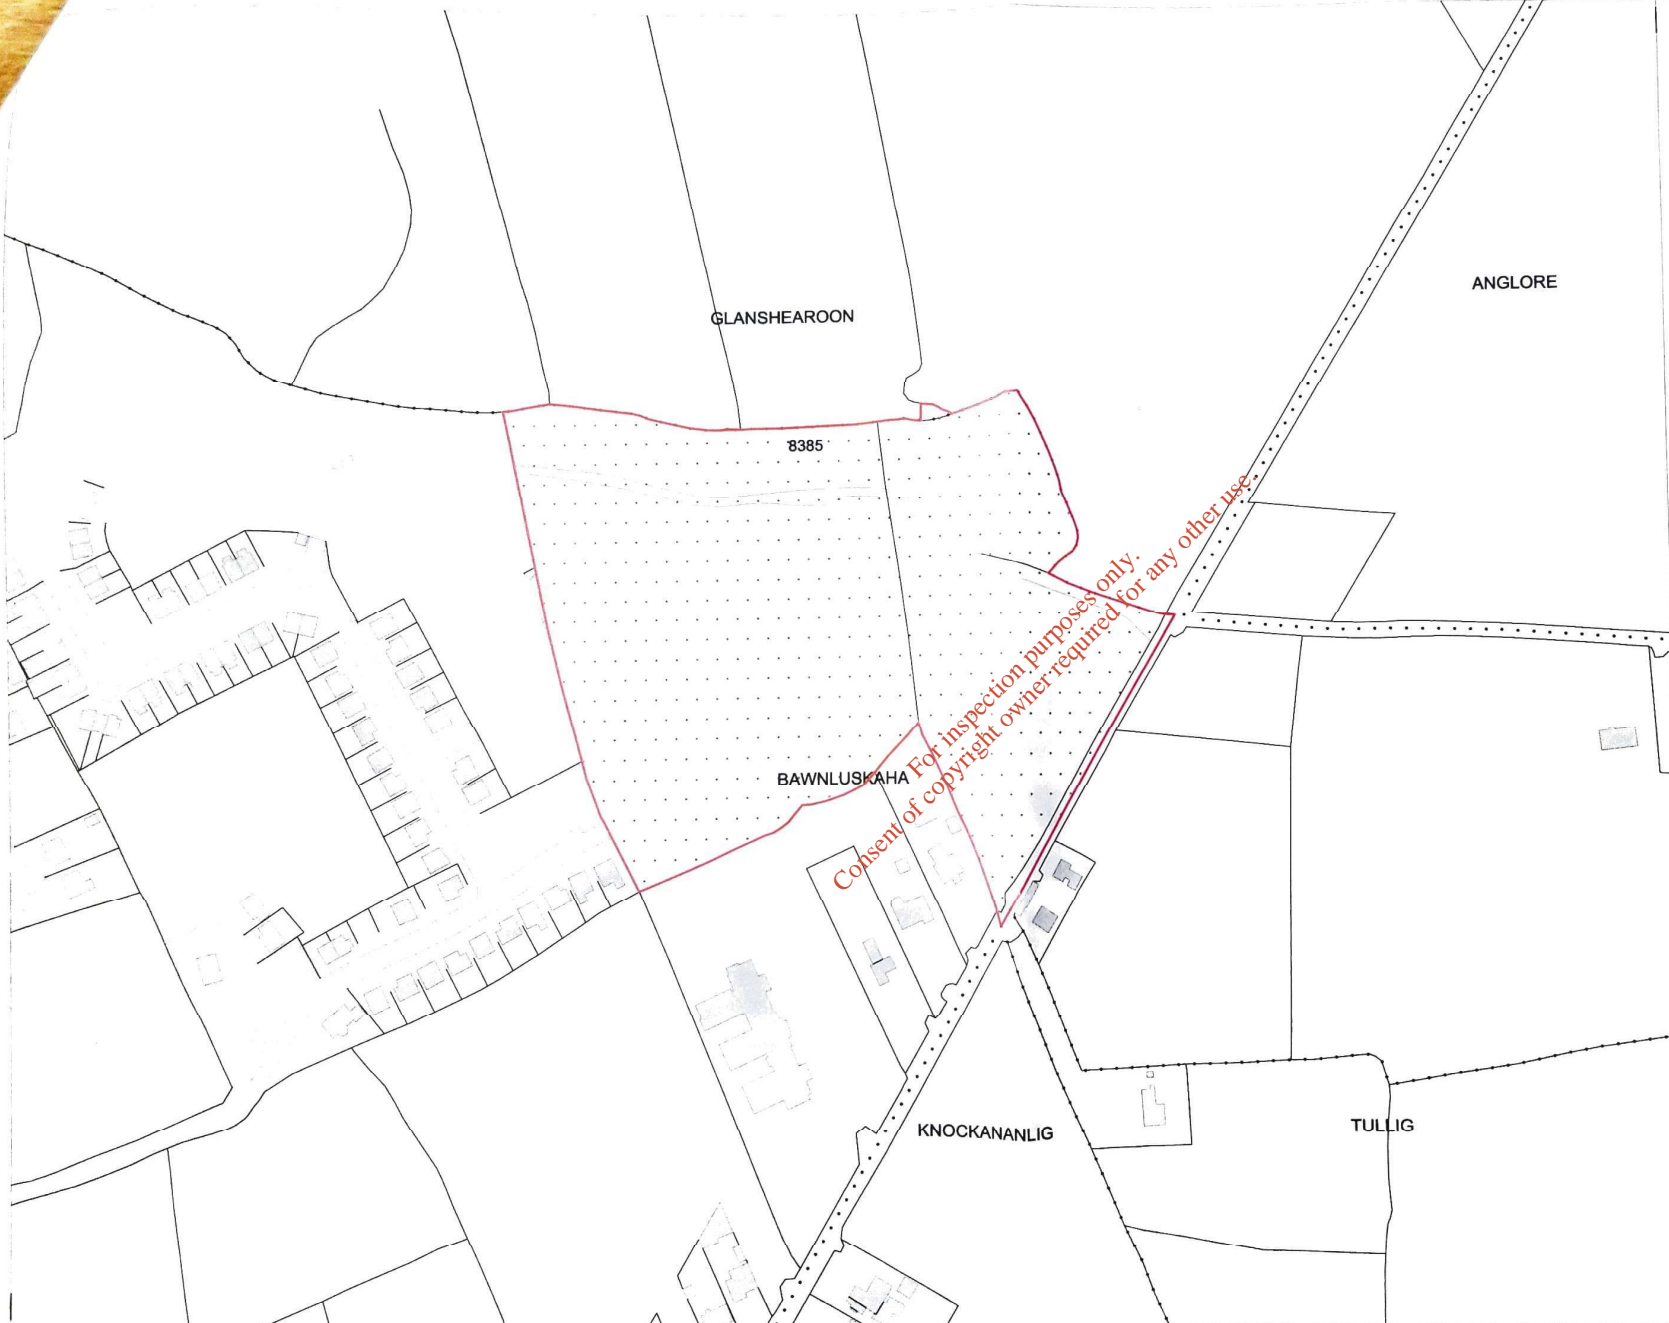 ANGLORE
GLANSHEAROON
8385
For inspection purposes only.
Consent of copyright owner required for any other use.
BAWNLUSKAHA
KNOCKANANLIG
TULLIG